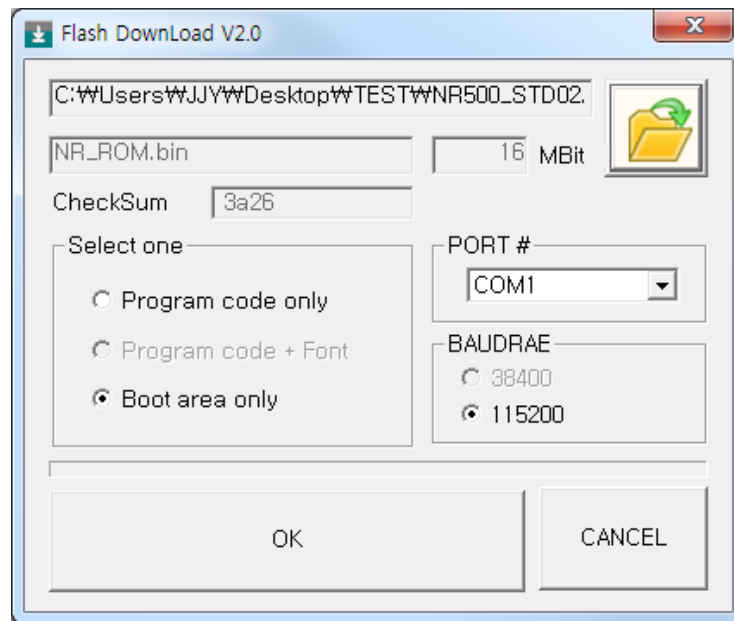 Flash DownLoad V2.0
C:₩Users₩JJY₩Desktop₩TEST₩NR500_STD02.
NR_ROM.bin
16 MBit
CheckSum 3a26
Select one
Program code only
Program code + Font
Boot area only
PORT #
COM1
BAUDRAE
38400
115200
OK
CANCEL